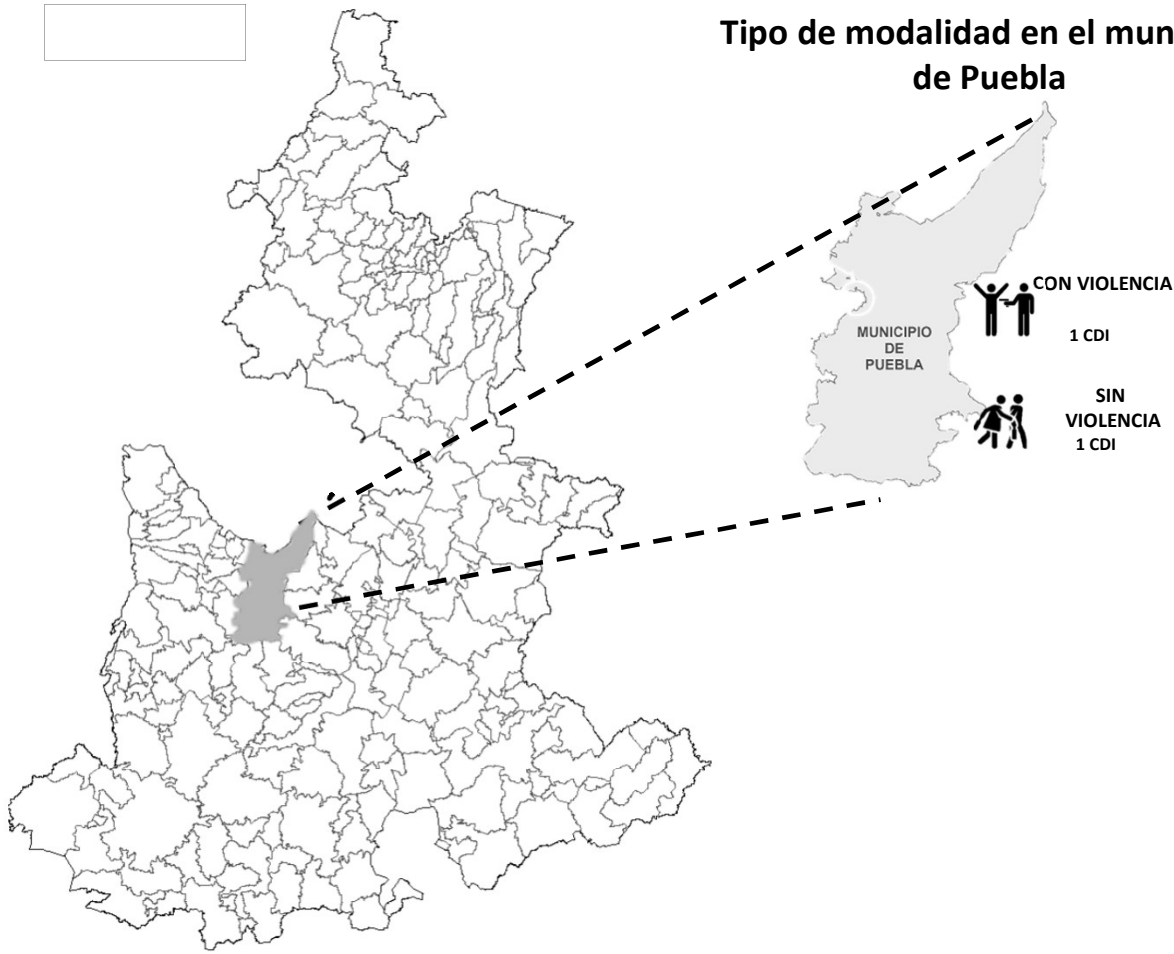 Tipo de modalidad en el mun
de Puebla
CON VIOLENCIA
1 CDI
MUNICIPIO
DE
PUEBLA
SIN
VIOLENCIA
1 CDI